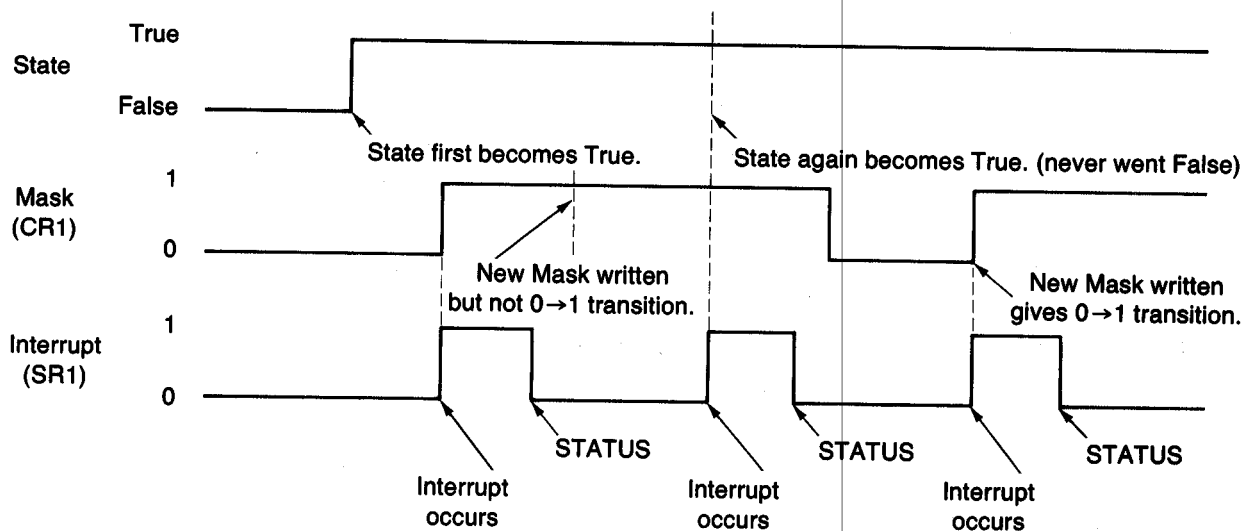 True
State
False
State first becomes True.
State again becomes True. (never went False)
1
Mask
(CR1)
0
New Mask written
but not 0→1 transition.
New Mask written
gives 0→1 transition.
1
Interrupt
(SR1)
0
STATUS
STATUS
STATUS
Interrupt
occurs
Interrupt
occurs
Interrupt
occurs